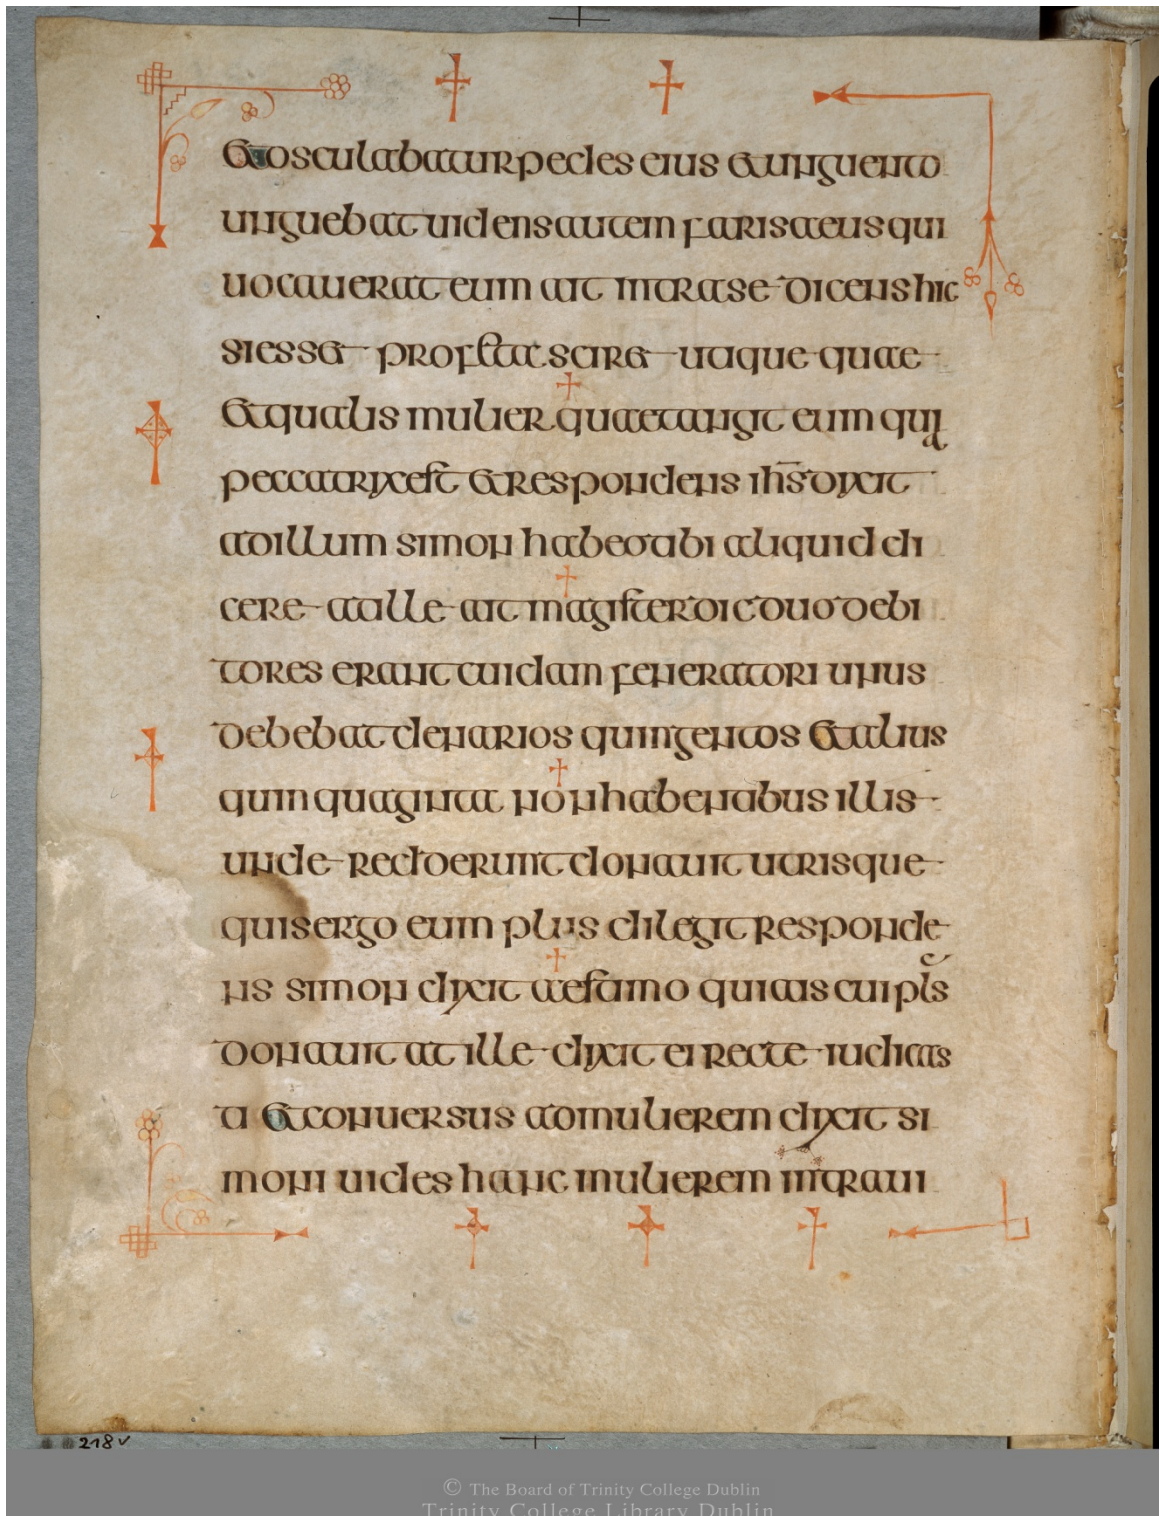 et osculabatur pedes eius et unguento
unguebat uidens autem farisaeus qui
uocauerat eum ait intra se dicens hic
si esset profeta sciret utique quae
et qualis mulier quae tangit eum quia
peccatrix est et respondens ihs dixit
ad illum simon habeo tibi aliquid di
cere at ille ait magister dic duo debi
tores erant cuidam feneratori unus
debebat denarios quingentos et alius
quinquaginta non habentibus illis
unde redderunt donauit utrisque
quis ergo eum plus diligit responde
ns simon dixit aestimo quia is cui pls
donauit at ille dixit ei recte iudicas
ti et conuersus ad mulierem dixit si
moni uides hanc mulierem intraui
218v
© The Board of Trinity College Dublin
Trinity College Library Dublin